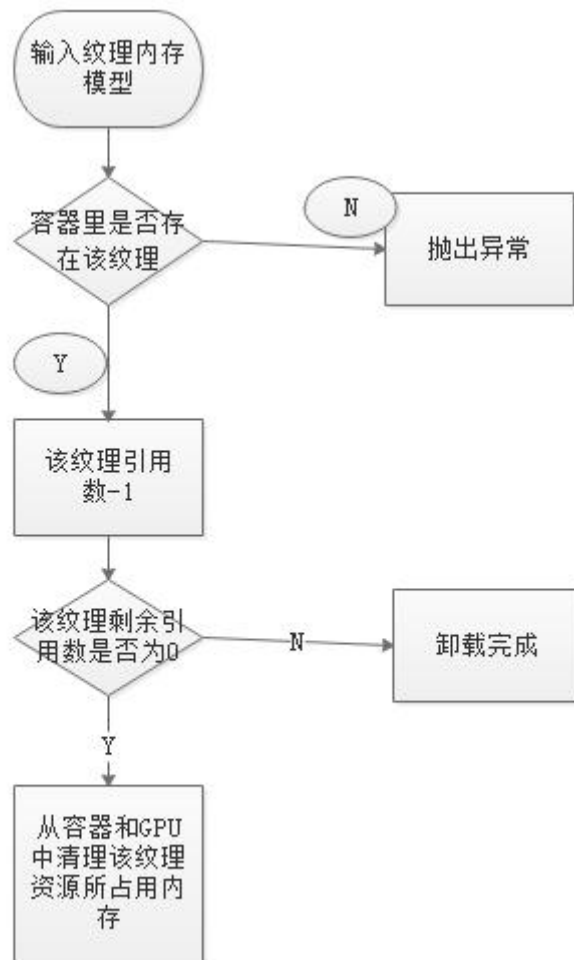 输入纹理内存
模型
容器里是否存
在该纹理
N
抛出异常
Y
该纹理引用
数-1
该纹理剩余引
用数是否为0
N
卸载完成
Y
从容器和GPU
中清理该纹理
资源所占用内
存